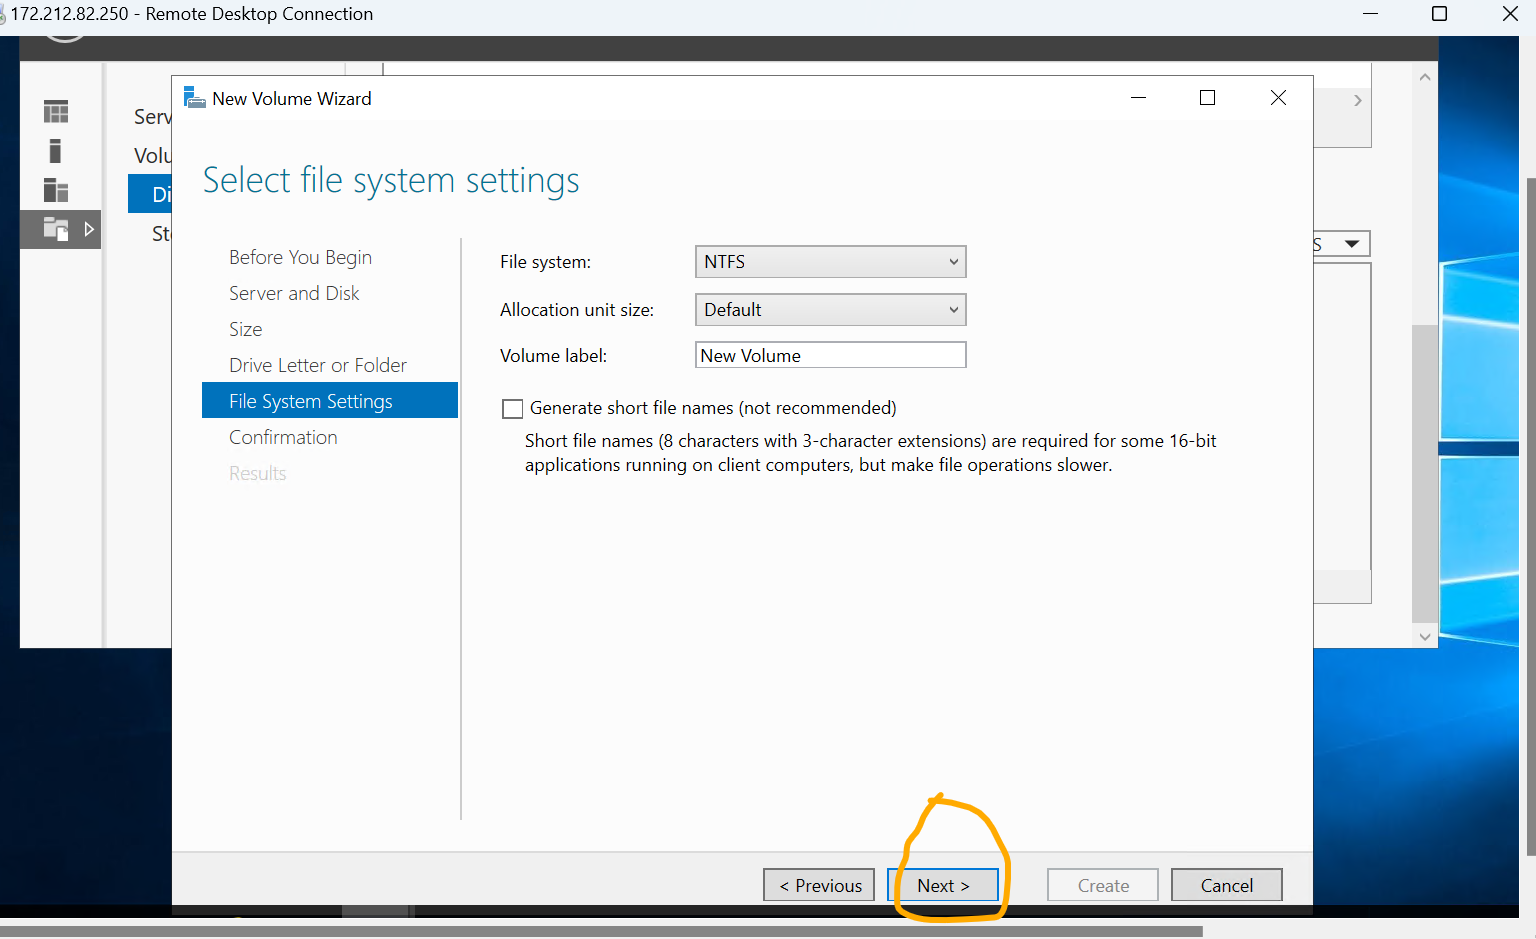 172.212.82.250 - Remote Desktop Connection
New Volume Wizard
Select file system settings
Before You Begin
Server and Disk
Size
Drive Letter or Folder
File System Settings
Confirmation
Results
File system: NTFS
Allocation unit size: Default
Volume label: New Volume
Generate short file names (not recommended)
Short file names (8 characters with 3-character extensions) are required for some 16-bit
applications running on client computers, but make file operations slower.
Serv
Volu
Di
St
S
< Previous Next > Create Cancel